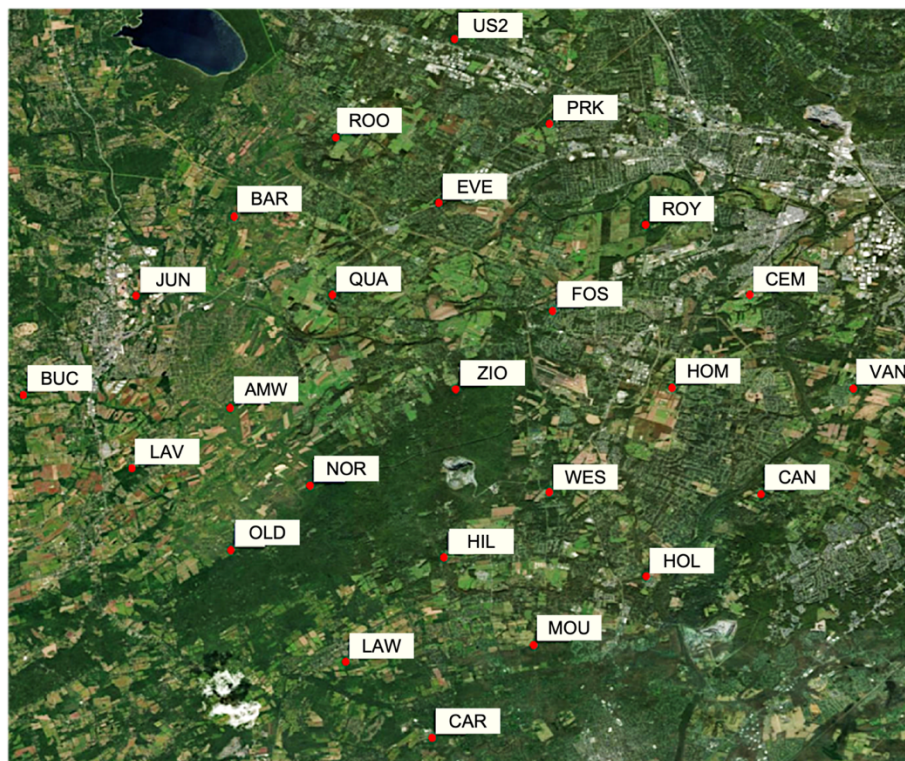 US2
PRK
ROO
EVE
BAR
ROY
JUN
QUA
CEM
FOS
BUC
AMW
ZIO
HOM
VAN
LAV
NOR
WES
CAN
OLD
HIL
HOL
MOU
LAW
CAR